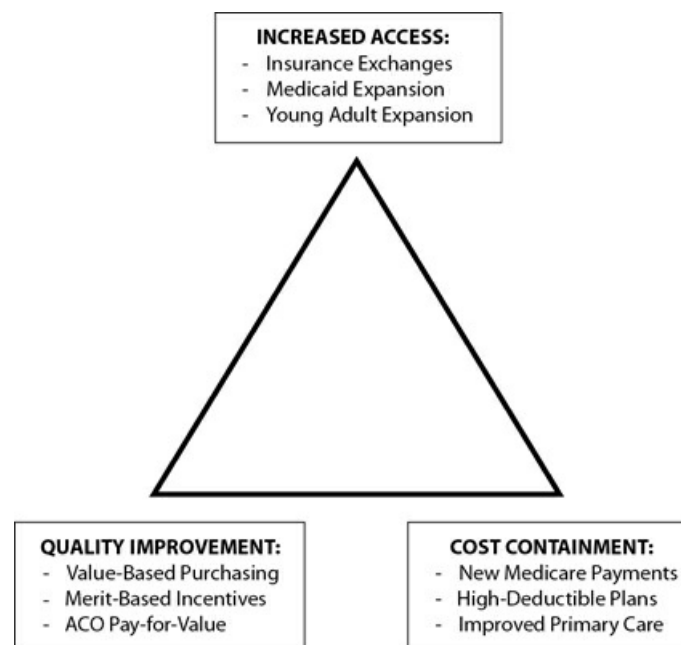 INCREASED ACCESS:
- Insurance Exchanges
- Medicaid Expansion
- Young Adult Expansion
QUALITY IMPROVEMENT:
- Value-Based Purchasing
- Merit-Based Incentives
- ACO Pay-for-Value
COST CONTAINMENT:
- New Medicare Payments
- High-Deductible Plans
- Improved Primary Care